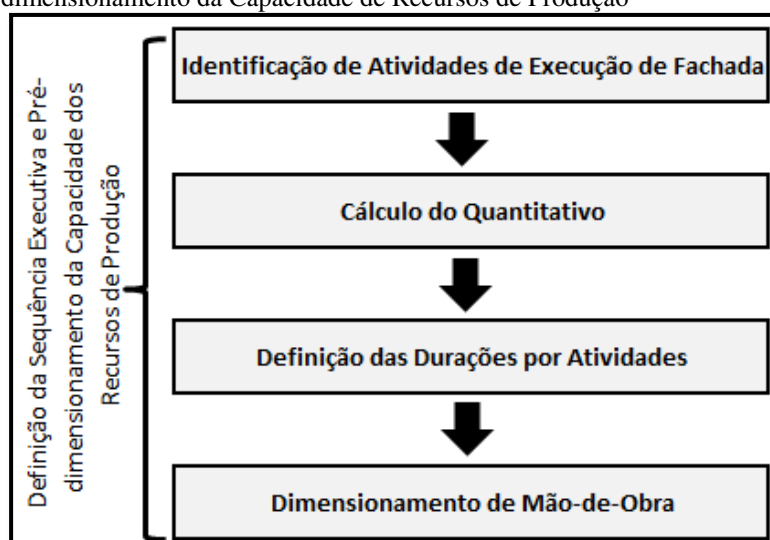 dimensionamento da Capacidade de Recursos de Produção
Definição da Sequência Executiva e Pré-
dimensionamento da Capacidade dos
Recursos de Produção
Identificação de Atividades de Execução de Fachada
Cálculo do Quantitativo
Definição das Durações por Atividades
Dimensionamento de Mão-de-Obra